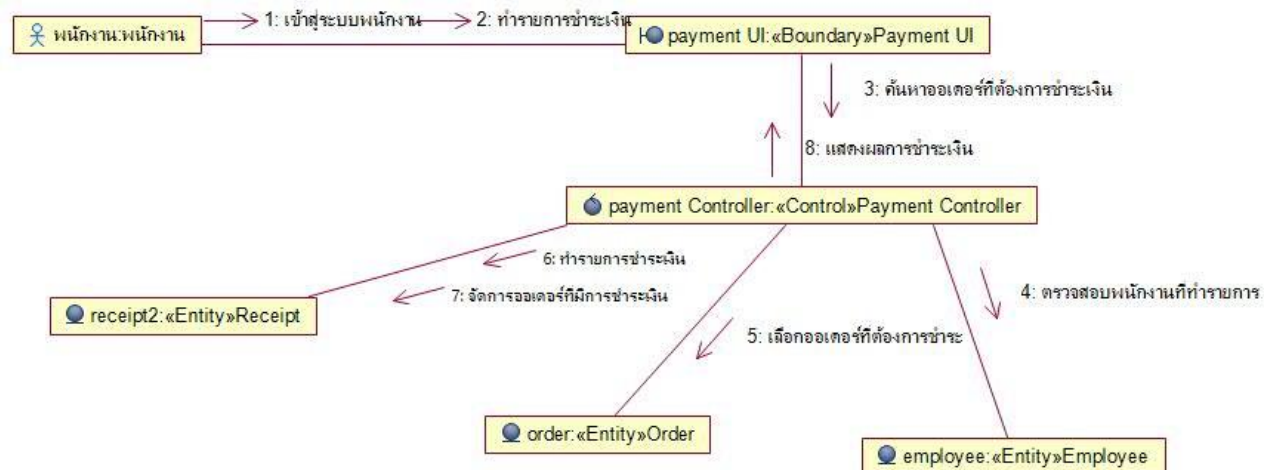 1: เข้าสู่ระบบพนักงาน
2: ทำรายการชำระเงิน
พนักงาน:พนักงาน
payment UI:«Boundary»Payment UI
3: ค้นหาออเดอร์ที่ต้องการชำระเงิน
8: แสดงผลการชำระเงิน
payment Controller:«Control»Payment Controller
6: ทำรายการชำระเงิน
7: จัดการออเดอร์ที่มีการชำระเงิน
4: ตรวจสอบพนักงานที่ทำรายการ
receipt2:«Entity»Receipt
5: เลือกออเดอร์ที่ต้องการชำระ
order:«Entity»Order
employee:«Entity»Employee